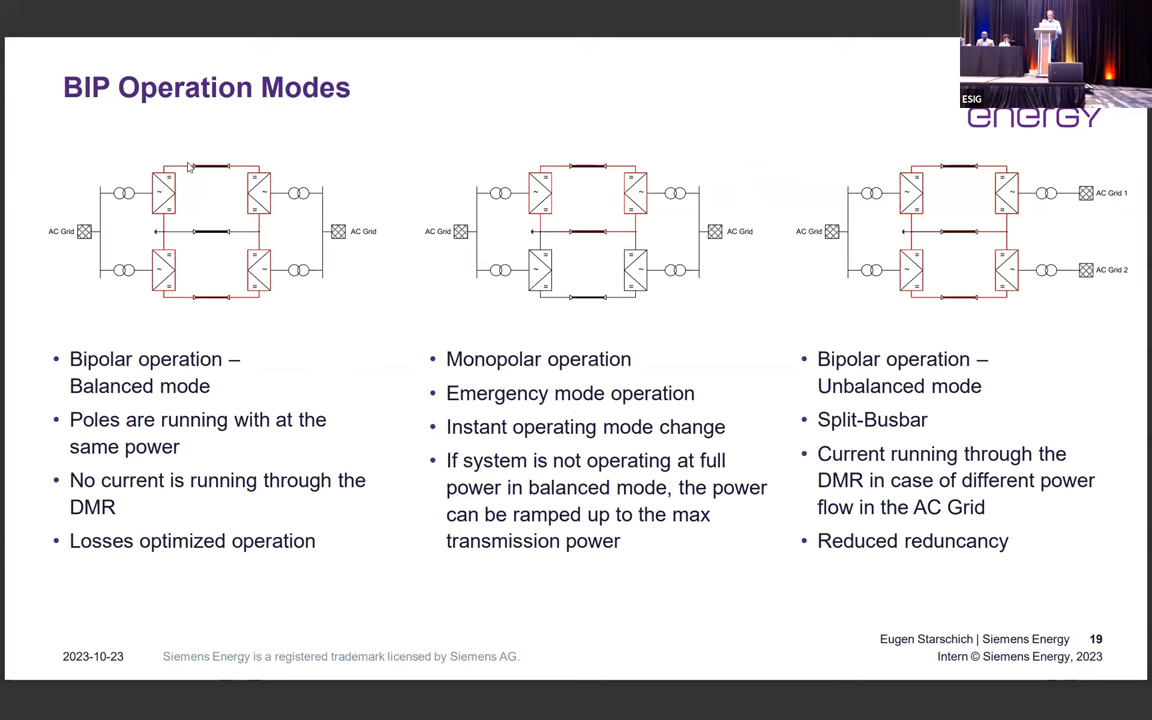 BIP Operation Modes
ESIG
energy
AC Grid
AC Grid
=
~
=
=
~
=
=
~
=
=
~
=
AC Grid
AC Grid
=
~
=
=
~
=
=
~
=
=
~
=
AC Grid
AC Grid 1
AC Grid 2
=
~
=
=
~
=
=
~
=
=
~
=
• Bipolar operation –
Balanced mode
• Poles are running with at the
same power
• No current is running through the
DMR
• Losses optimized operation
• Monopolar operation
• Emergency mode operation
• Instant operating mode change
• If system is not operating at full
power in balanced mode, the power
can be ramped up to the max
transmission power
• Bipolar operation –
Unbalanced mode
• Split-Busbar
• Current running through the
DMR in case of different power
flow in the AC Grid
• Reduced reduncancy
Eugen Starschich | Siemens Energy 19
2023-10-23 Siemens Energy is a registered trademark licensed by Siemens AG. Intern © Siemens Energy, 2023